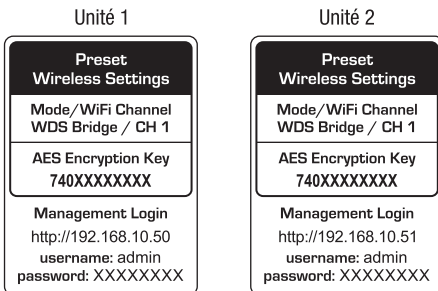 Unité 1
Preset
Wireless Settings
Mode/WiFi Channel
WDS Bridge / CH 1
AES Encryption Key
740XXXXXXXX
Management Login
http://192.168.10.50
username: admin
password: XXXXXXXX
Unité 2
Preset
Wireless Settings
Mode/WiFi Channel
WDS Bridge / CH 1
AES Encryption Key
740XXXXXXXX
Management Login
http://192.168.10.51
username: admin
password: XXXXXXXX